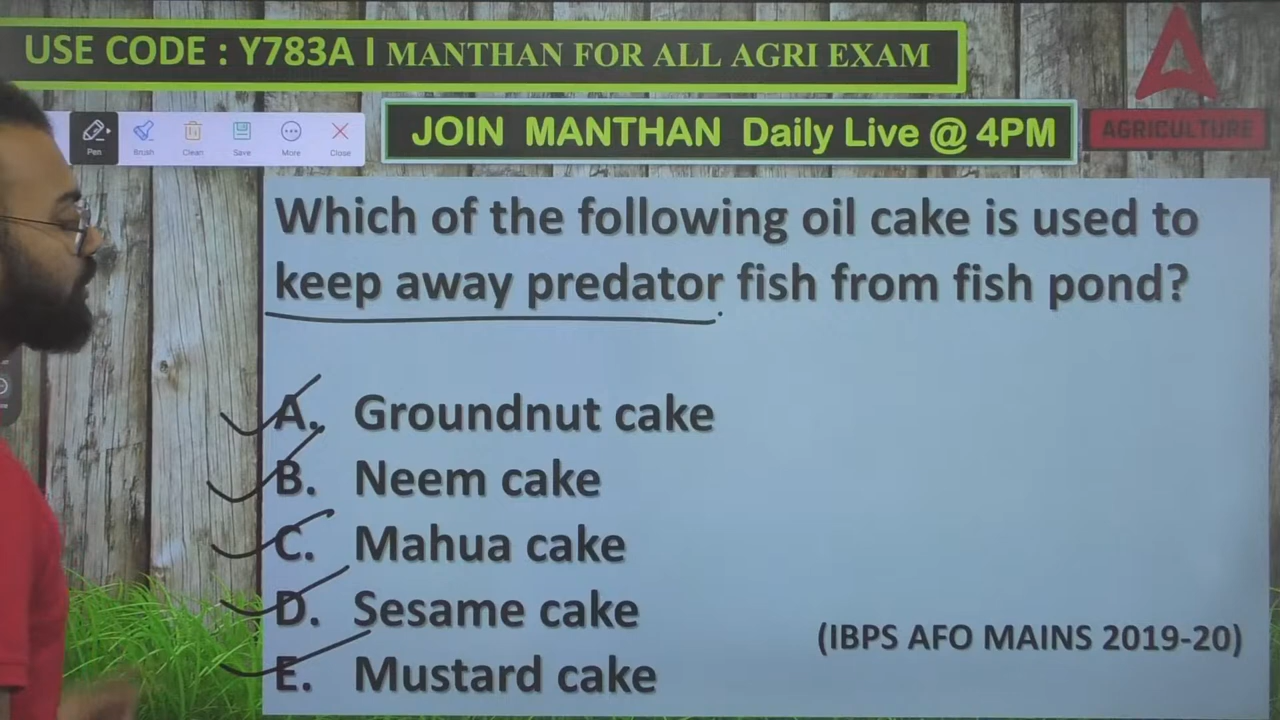 USE CODE : Y783A I MANTHAN FOR ALL AGRI EXAM
JOIN MANTHAN Daily Live @ 4PM
AGRICULTURE
Pen
Brush
Clean
Save
More
Close
Which of the following oil cake is used to
keep away predator fish from fish pond?
A. Groundnut cake
B. Neem cake
C. Mahua cake
D. Sesame cake
E. Mustard cake
(IBPS AFO MAINS 2019-20)